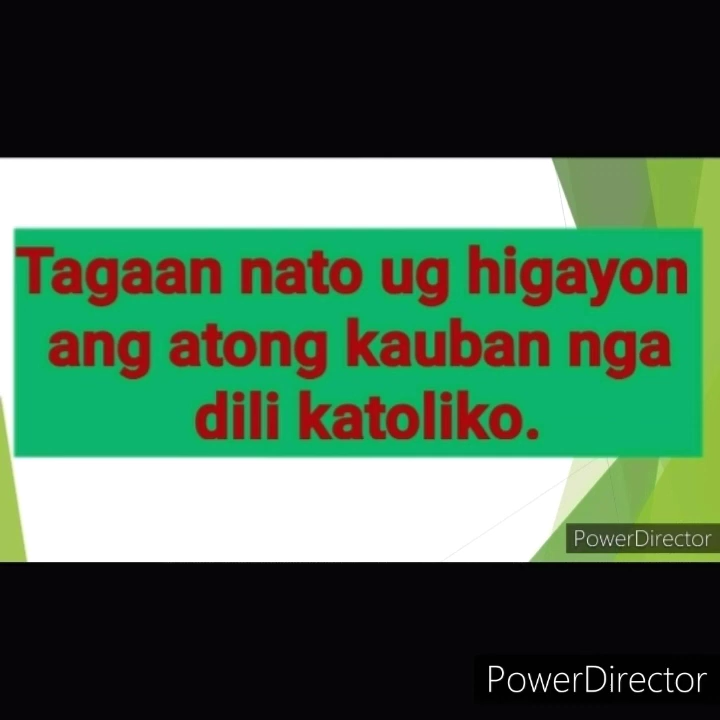 Tagaan nato ug higayon
ang atong kauban nga
dili katoliko.
PowerDirector
PowerDirector